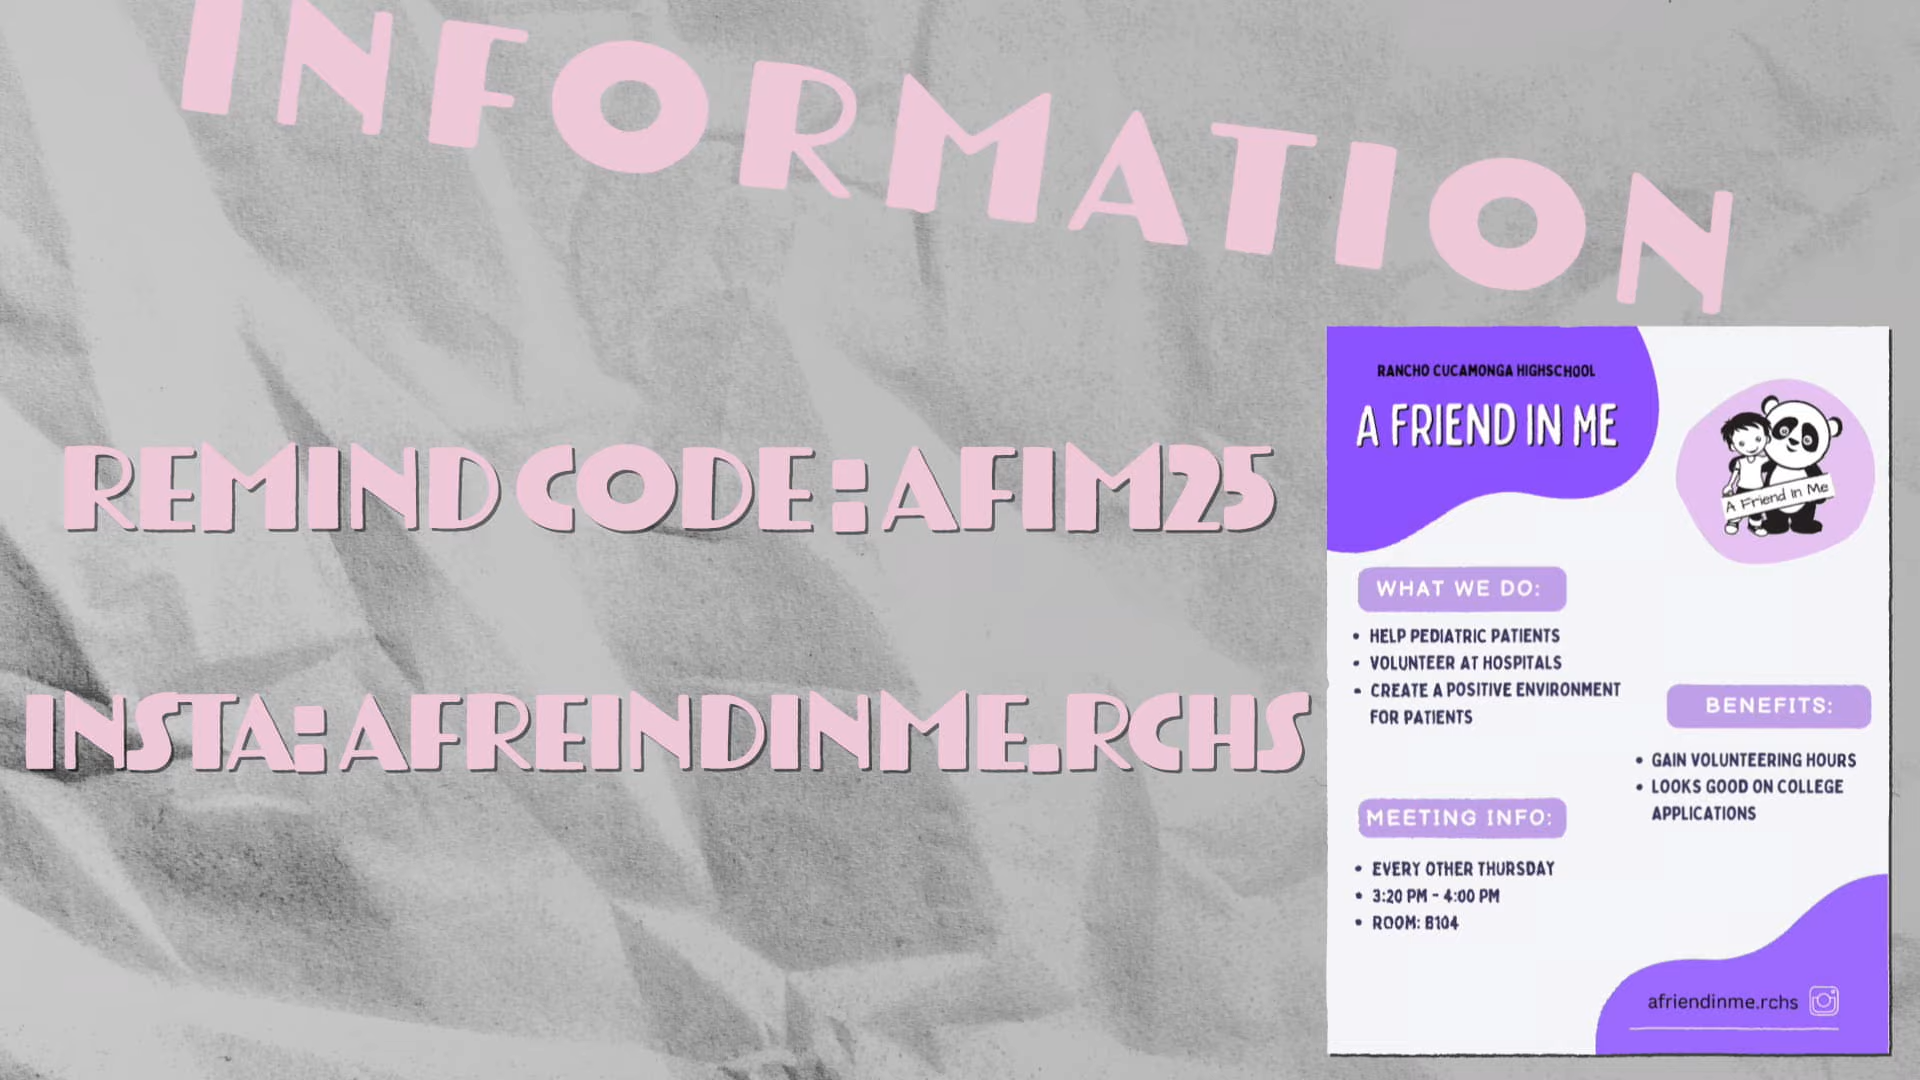 INFORMATION
REMIND CODE: AFIM25
INSTA: AFREINDINME.RCHS
RANCHO CUCAMONGA HIGHSCHOOL
A FRIEND IN ME
A Friend In Me
WHAT WE DO:
• HELP PEDIATRIC PATIENTS
• VOLUNTEER AT HOSPITALS
• CREATE A POSITIVE ENVIRONMENT
FOR PATIENTS
BENEFITS:
• GAIN VOLUNTEERING HOURS
• LOOKS GOOD ON COLLEGE
APPLICATIONS
MEETING INFO:
• EVERY OTHER THURSDAY
• 3:20 PM - 4:00 PM
• ROOM: B104
afriendinme.rchs